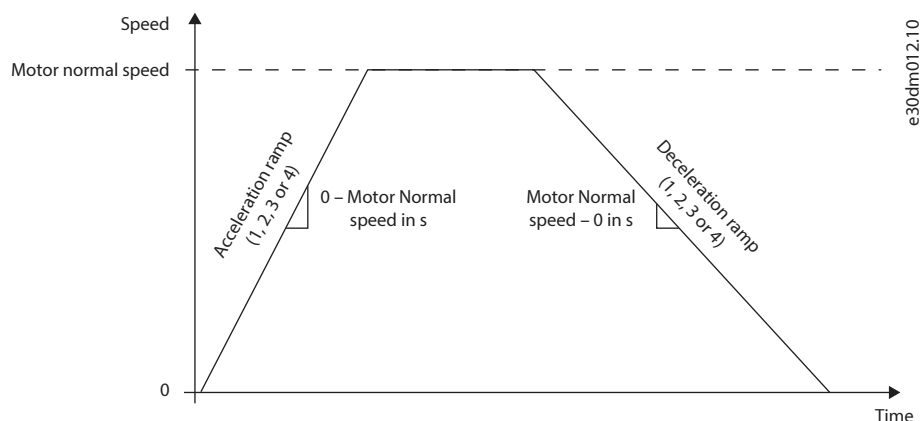 Speed
Motor normal speed
Acceleration ramp
(1, 2, 3 or 4)
0 – Motor Normal
speed in s
Motor Normal
speed – 0 in s
Deceleration ramp
(1, 2, 3 or 4)
0
Time
e30dm012.10